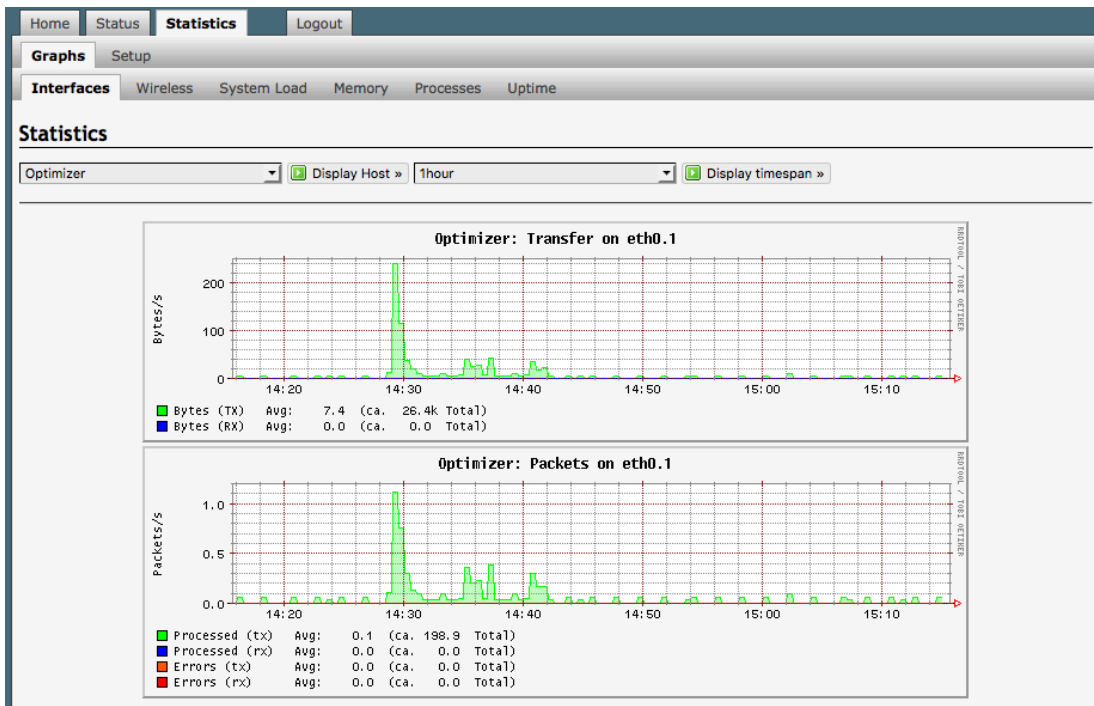 Home Status Statistics Logout
Graphs Setup
Interfaces Wireless System Load Memory Processes Uptime
Statistics
Optimizer Display Host » 1hour Display timespan »
Optimizer: Transfer on eth0.1
RRDTOOL / TOBI OETIKER
Bytes/s
200
100
0
14:20 14:30 14:40 14:50 15:00 15:10
Bytes (TX) Avg: 7.4 (ca. 26.4k Total)
Bytes (RX) Avg: 0.0 (ca. 0.0 Total)
Optimizer: Packets on eth0.1
RRDTOOL / TOBI OETIKER
Packets/s
1.0
0.5
0.0
14:20 14:30 14:40 14:50 15:00 15:10
Processed (tx) Avg: 0.1 (ca. 198.9 Total)
Processed (rx) Avg: 0.0 (ca. 0.0 Total)
Errors (tx) Avg: 0.0 (ca. 0.0 Total)
Errors (rx) Avg: 0.0 (ca. 0.0 Total)